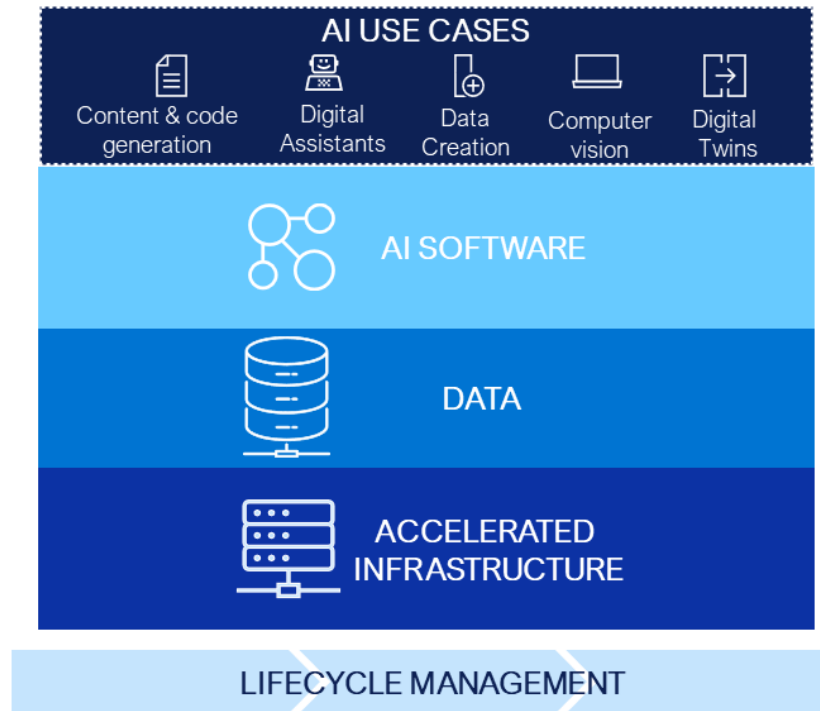 AI USE CASES
Content & code
generation
Digital
Assistants
Data
Creation
Computer
vision
Digital
Twins
AI SOFTWARE
DATA
ACCELERATED
INFRASTRUCTURE
LIFECYCLE MANAGEMENT